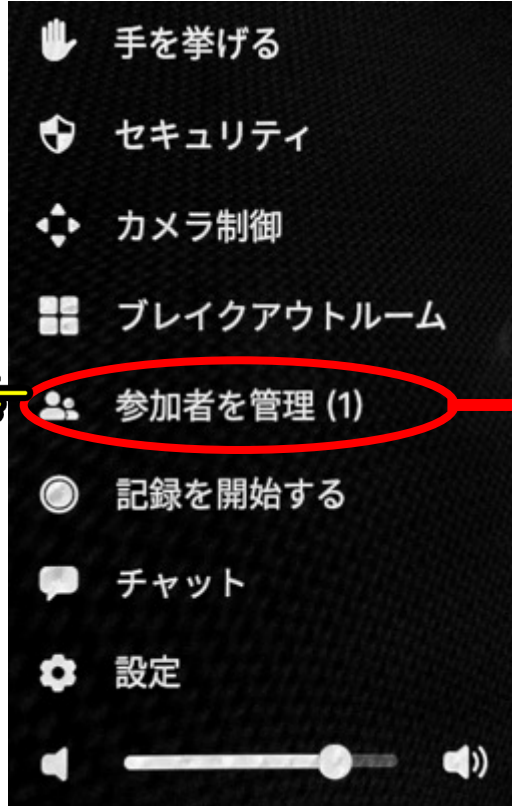 手を挙げる
セキュリティ
カメラ制御
ブレイクアウトルーム
参加者を管理 (1)
記録を開始する
チャット
設定